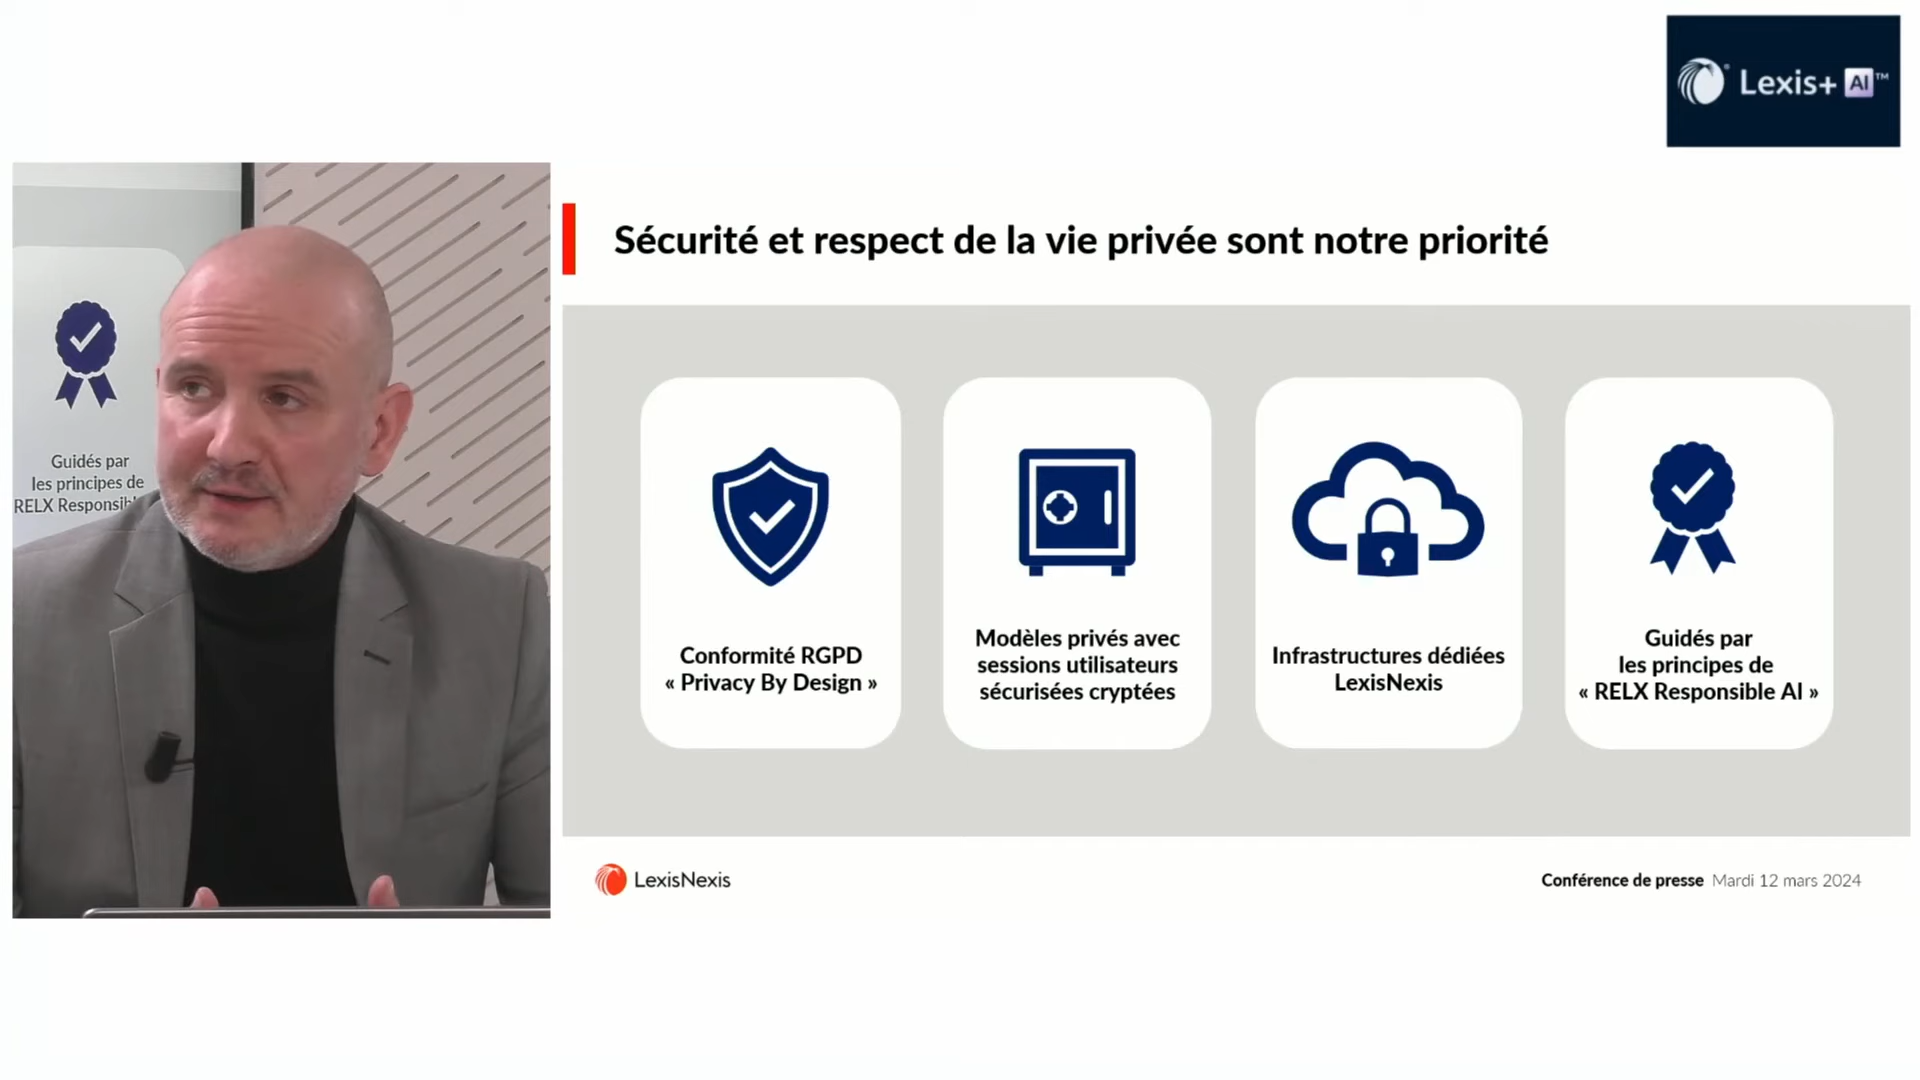 Lexis+ AI™
Sécurité et respect de la vie privée sont notre priorité
Guidés par
les principes de
RELX Responsib
Conformité RGPD
« Privacy By Design »
Modèles privés avec
sessions utilisateurs
sécurisées cryptées
Infrastructures dédiées
LexisNexis
Guidés par
les principes de
« RELX Responsible AI »
LexisNexis
Conférence de presse Mardi 12 mars 2024